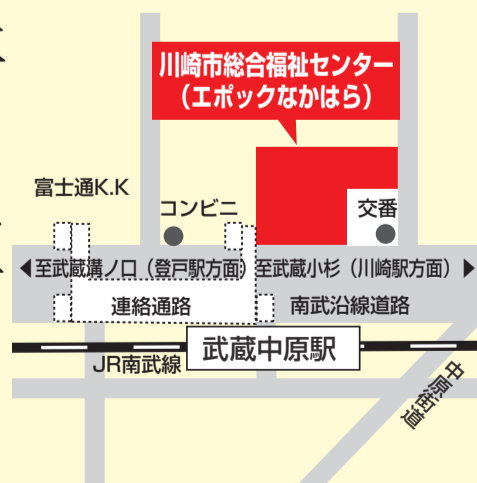 川崎市総合福祉センター
（エポックなかはら）
富士通K.K
コンビニ
交番
◀至武蔵溝ノ口（登戸駅方面）
至武蔵小杉（川崎駅方面）▶
連絡通路
南武沿線道路
武蔵中原駅
JR南武線
中原街道